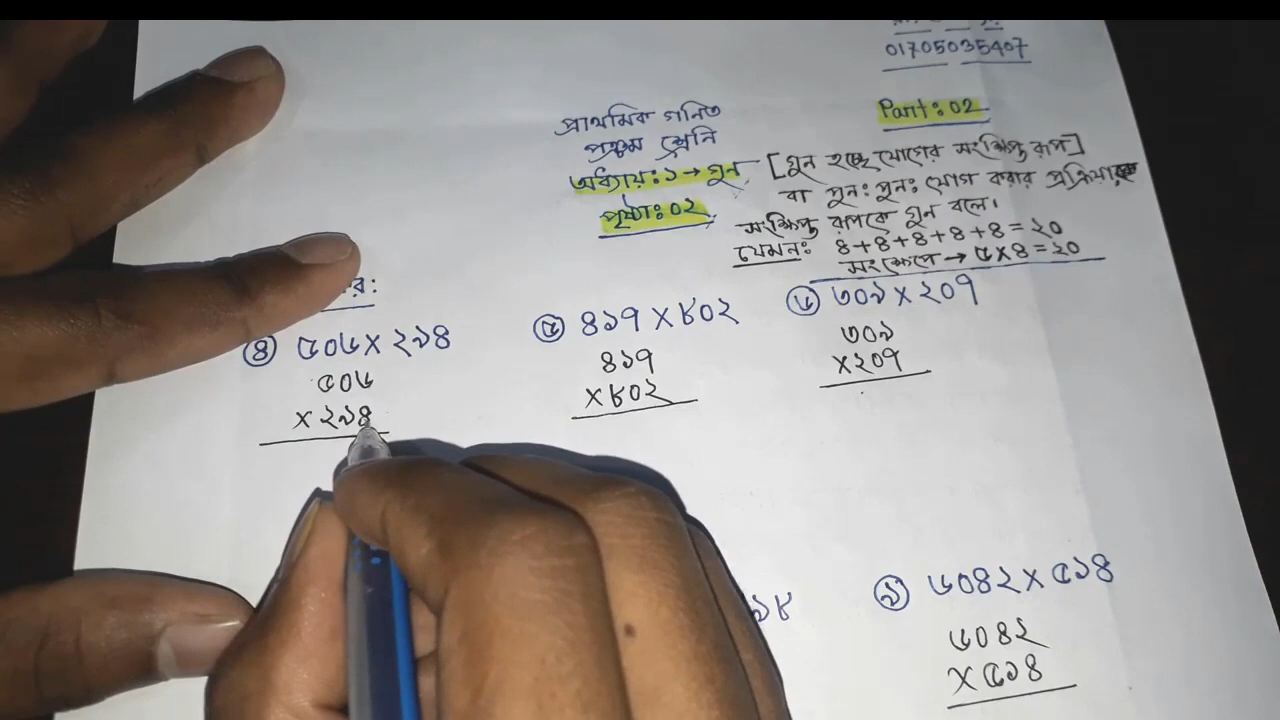 01705035407
Part: 02
প্রাথমিক গনিত
পঞ্চম শ্রেনি
অধ্যায়: ১ → গুন
পৃষ্ঠা: ০২
[গুন হচ্ছে যোগের সংক্ষিপ্ত রূপ]
বা পুন: পুন: যোগ করার প্রক্রিয়ার
সংক্ষিপ্ত রূপকে গুন বলে।
যেমন: ৪+৪+৪+৪+৪=২০
সংক্ষেপে → ৫×৪=২০
৪ ৫০৬×২৯৪
৫০৬
×২৯৪
৫ ৪১৭×৮০২
৪১৭
×৮০২
৬ ৩০৯×২০৭
৩০৯
×২০৭
৯ ৬০৪২×৫১৪
৬০৪২
×৫১৪